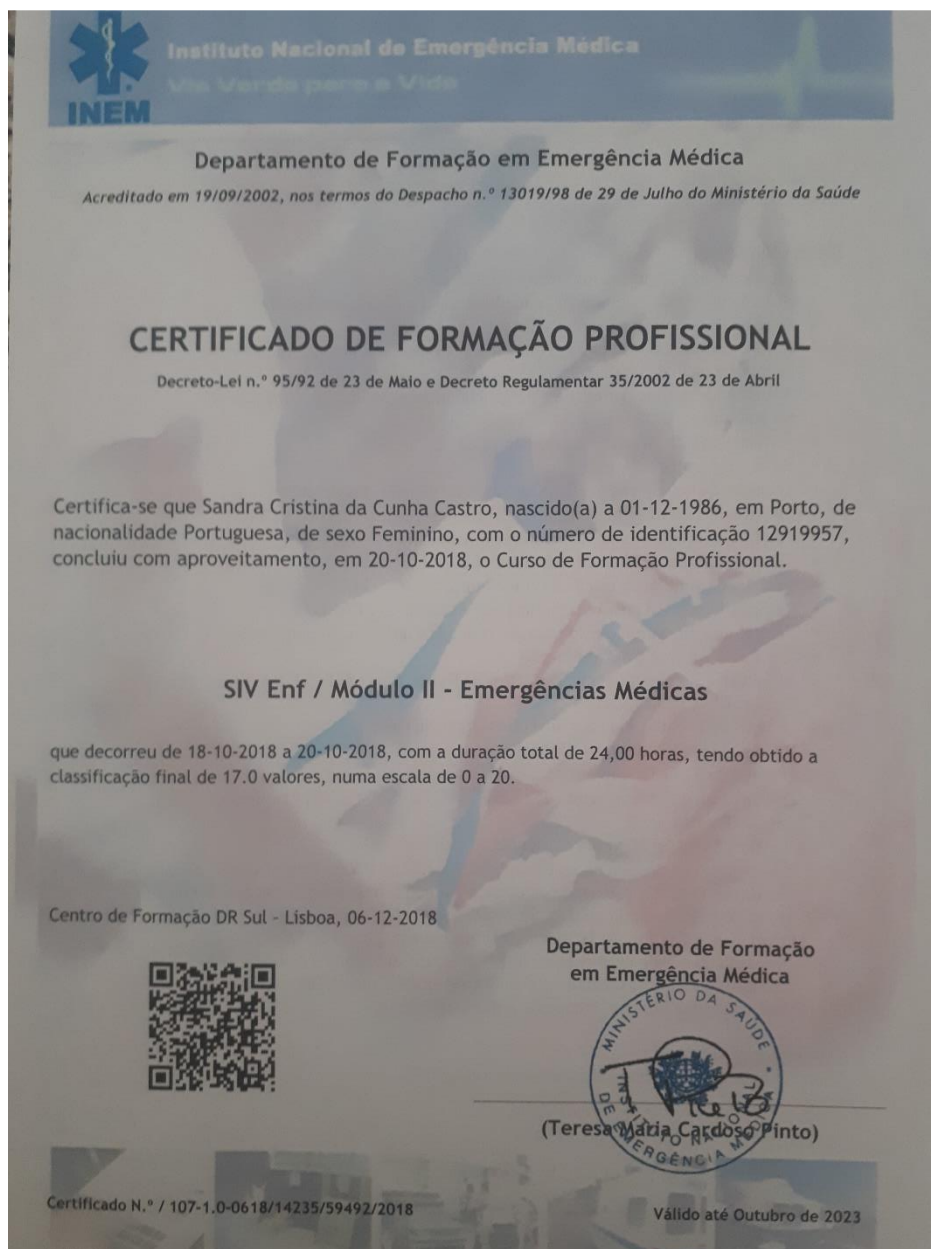 Instituto Nacional de Emergência Médica
Via Verde para a Vida
INEM
Departamento de Formação em Emergência Médica
Acreditado em 19/09/2002, nos termos do Despacho n.º 13019/98 de 29 de Julho do Ministério da Saúde
CERTIFICADO DE FORMAÇÃO PROFISSIONAL
Decreto-Lei n.º 95/92 de 23 de Maio e Decreto Regulamentar 35/2002 de 23 de Abril
Certifica-se que Sandra Cristina da Cunha Castro, nascido(a) a 01-12-1986, em Porto, de
nacionalidade Portuguesa, de sexo Feminino, com o número de identificação 12919957,
concluiu com aproveitamento, em 20-10-2018, o Curso de Formação Profissional.
SIV Enf / Módulo II - Emergências Médicas
que decorreu de 18-10-2018 a 20-10-2018, com a duração total de 24,00 horas, tendo obtido a
classificação final de 17.0 valores, numa escala de 0 a 20.
Centro de Formação DR Sul - Lisboa, 06-12-2018
Departamento de Formação
em Emergência Médica
MINISTÉRIO DA SAÚDE
INSTITUTO NACIONAL
DE EMERGÊNCIA MÉDICA
(Teresa Maria Cardoso Pinto)
Certificado N.º / 107-1.0-0618/14235/59492/2018
Válido até Outubro de 2023